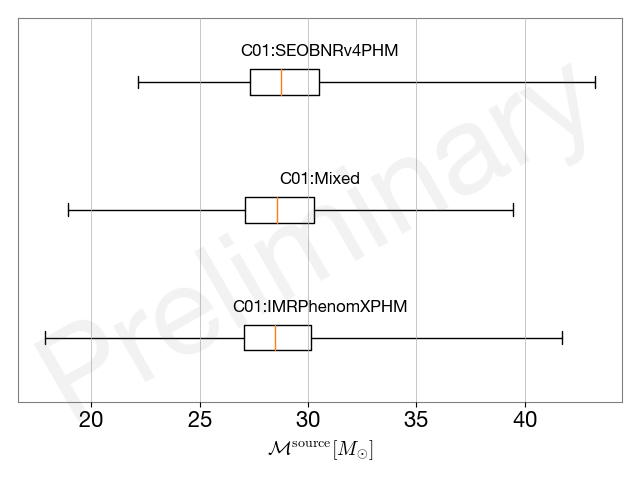 C01:SEOBNRv4PHM
C01:Mixed
C01:IMRPhenomXPHM
Preliminary
20 25 30 35 40
ℳ^source [M_⊙]